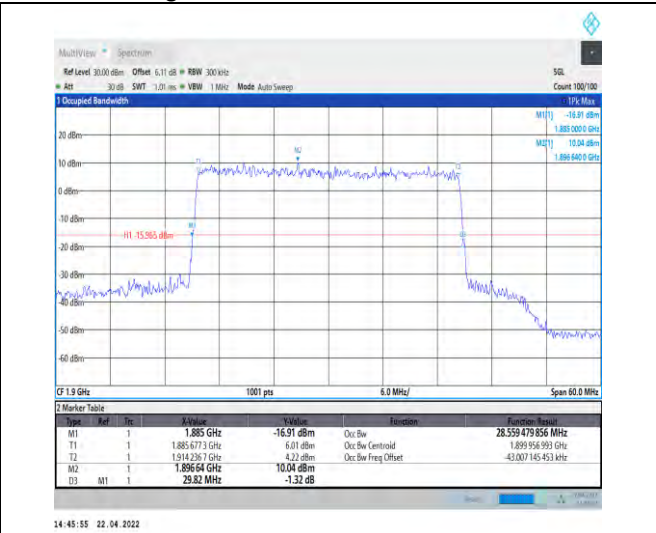 MultiView Spectrum
Ref Level 30.00 dBm Offset 6.11 dB RBW 300 kHz SGL
Att 30 dB SWT 1.01 ms VBW 1 MHz Mode Auto Sweep Count 100/100
1 Occupied Bandwidth 1Pk Max
M1[1] -16.91 dBm
1.885 000 0 GHz
M2[1] 10.04 dBm
1.896 640 0 GHz
20 dBm
M2
T1 T2
10 dBm
0 dBm
-10 dBm
M1
H1 -15.965 dBm
D3
-20 dBm
-30 dBm
-40 dBm
-50 dBm
-60 dBm
CF 1.9 GHz 1001 pts 6.0 MHz/ Span 60.0 MHz
2 Marker Table
Type Ref Trc X-Value Y-Value Function Function Result
M1 1 1.885 GHz -16.91 dBm Occ Bw 28.559 479 856 MHz
T1 1 1.885 677 3 GHz 6.01 dBm Occ Bw Centroid 1.899 956 993 GHz
T2 1 1.914 236 7 GHz 4.22 dBm Occ Bw Freq Offset -43.007 145 453 kHz
M2 1 1.896 64 GHz 10.04 dBm
D3 M1 1 29.82 MHz -1.32 dB
14:45:55 22.04.2022